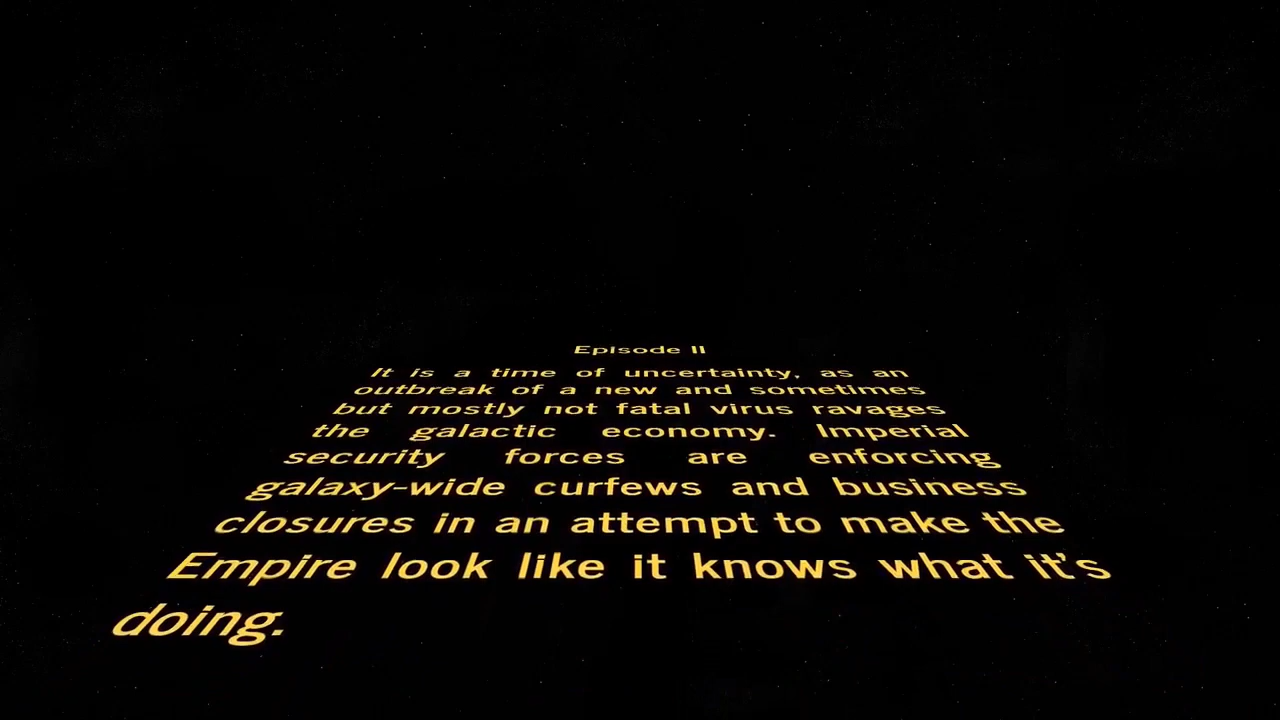 Episode II
It is a time of uncertainty, as an
outbreak of a new and sometimes
but mostly not fatal virus ravages
the galactic economy. Imperial
security forces are enforcing
galaxy-wide curfews and business
closures in an attempt to make the
Empire look like it knows what it's
doing.